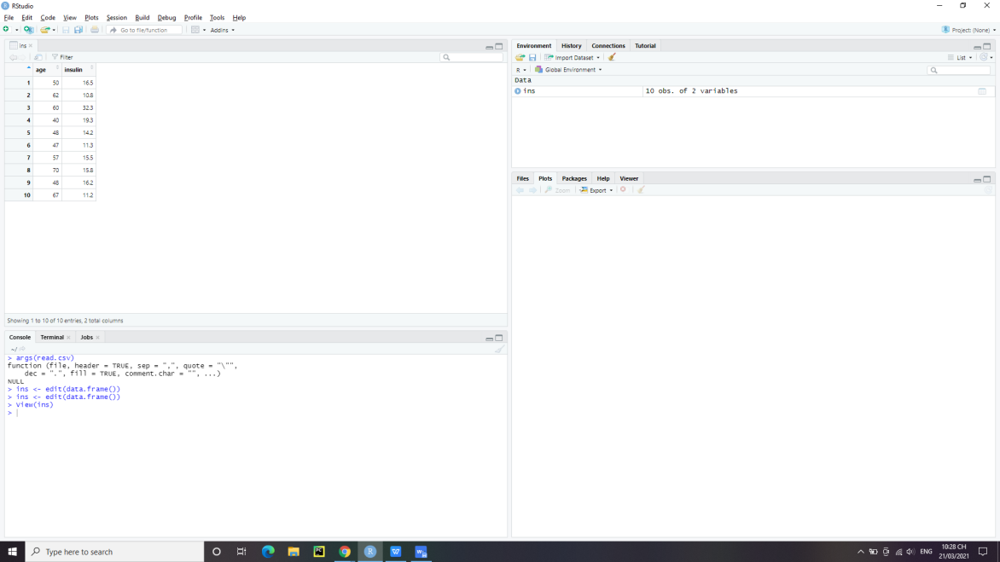 RStudio
File Edit Code View Plots Session Build Debug Profile Tools Help
Go to file/function Addins Project: (None)
ins
Filter
age insulin
1 50 16.5
2 62 10.8
3 60 32.3
4 40 19.3
5 48 14.2
6 47 11.3
7 57 15.5
8 70 15.8
9 48 16.2
10 67 11.2
Showing 1 to 10 of 10 entries, 2 total columns
Console Terminal Jobs
~/
> args(read.csv)
function (file, header = TRUE, sep = ",", quote = "\"",
dec = ".", fill = TRUE, comment.char = "", ...)
NULL
> ins <- edit(data.frame())
> ins <- edit(data.frame())
> View(ins)
>
Environment History Connections Tutorial
Import Dataset List
R Global Environment
Data
ins 10 obs. of 2 variables
Files Plots Packages Help Viewer
Zoom Export
Type here to search
ENG
10:28 CH
21/03/2021